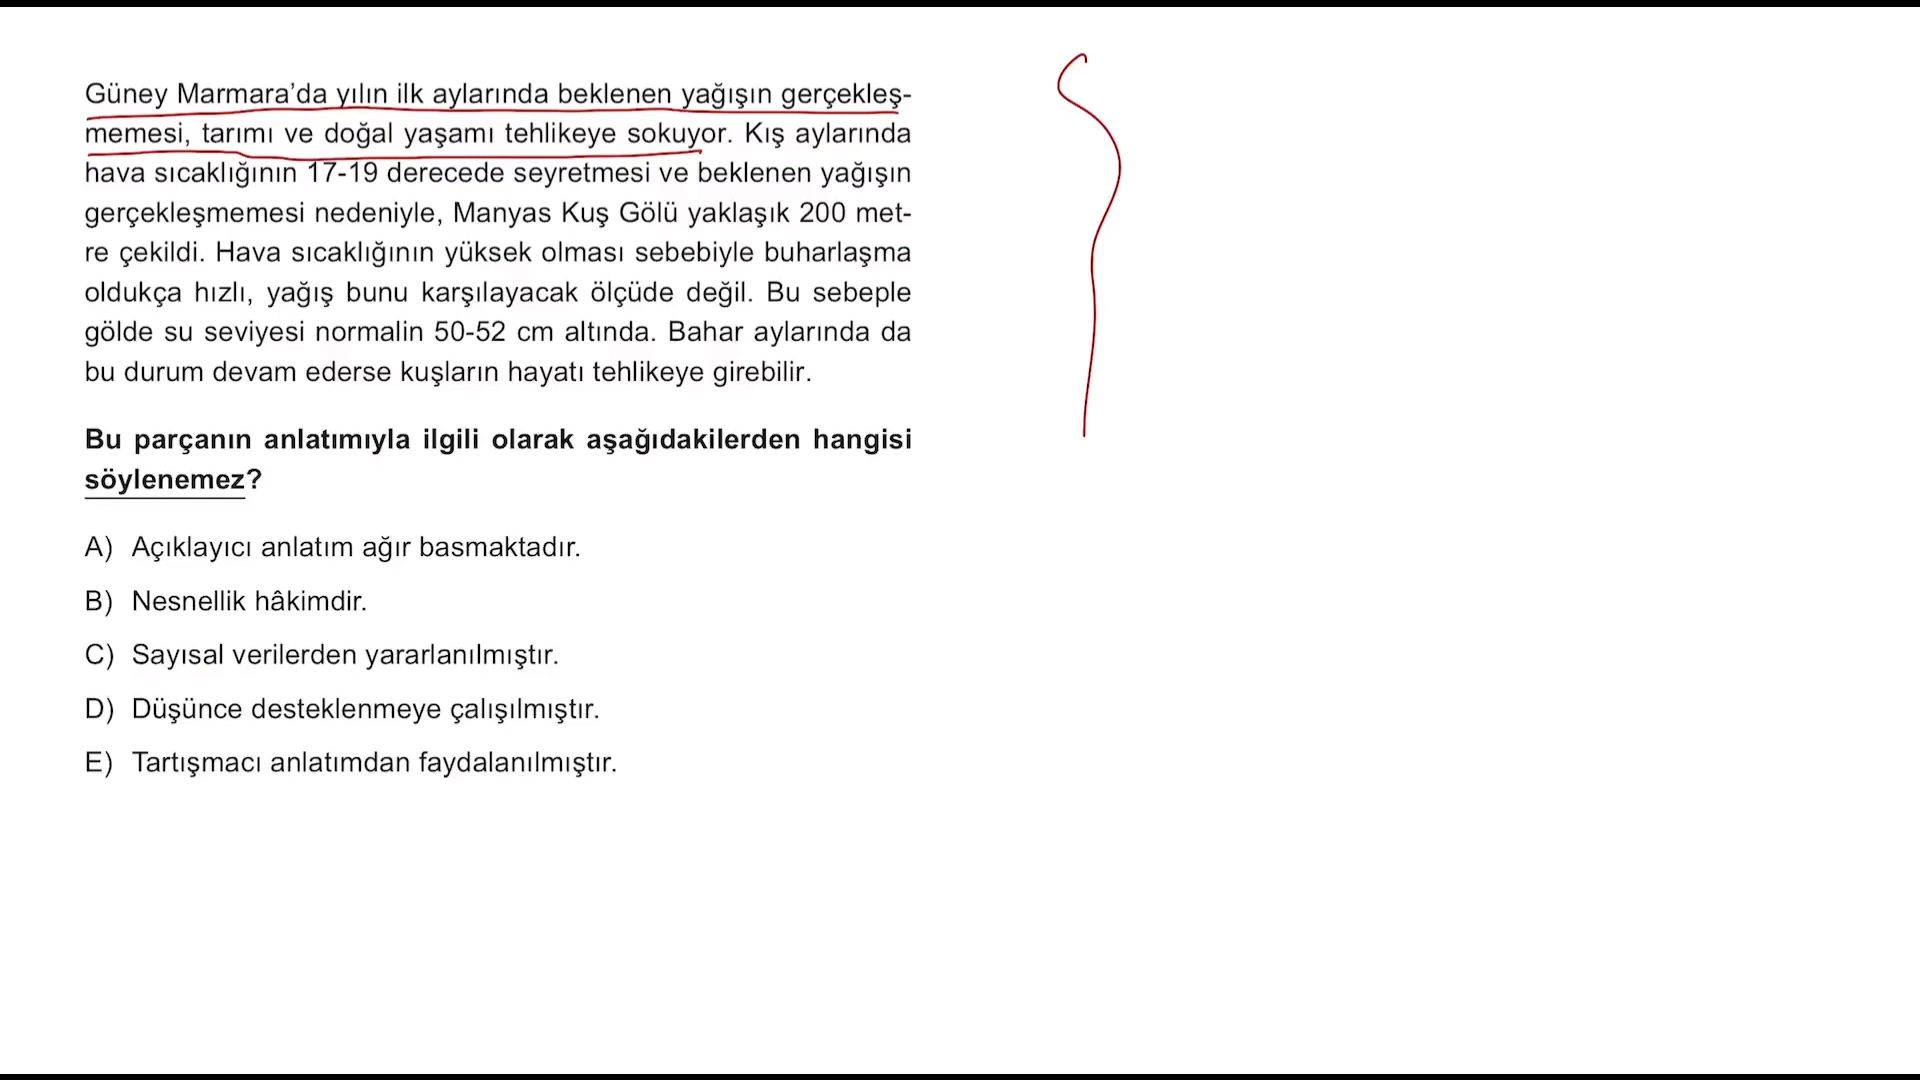 Güney Marmara’da yılın ilk aylarında beklenen yağışın gerçekleş-
memesi, tarımı ve doğal yaşamı tehlikeye sokuyor. Kış aylarında
hava sıcaklığının 17-19 derecede seyretmesi ve beklenen yağışın
gerçekleşmemesi nedeniyle, Manyas Kuş Gölü yaklaşık 200 met-
re çekildi. Hava sıcaklığının yüksek olması sebebiyle buharlaşma
oldukça hızlı, yağış bunu karşılayacak ölçüde değil. Bu sebeple
gölde su seviyesi normalin 50-52 cm altında. Bahar aylarında da
bu durum devam ederse kuşların hayatı tehlikeye girebilir.
Bu parçanın anlatımıyla ilgili olarak aşağıdakilerden hangisi
söylenemez?
A) Açıklayıcı anlatım ağır basmaktadır.
B) Nesnellik hâkimdir.
C) Sayısal verilerden yararlanılmıştır.
D) Düşünce desteklenmeye çalışılmıştır.
E) Tartışmacı anlatımdan faydalanılmıştır.